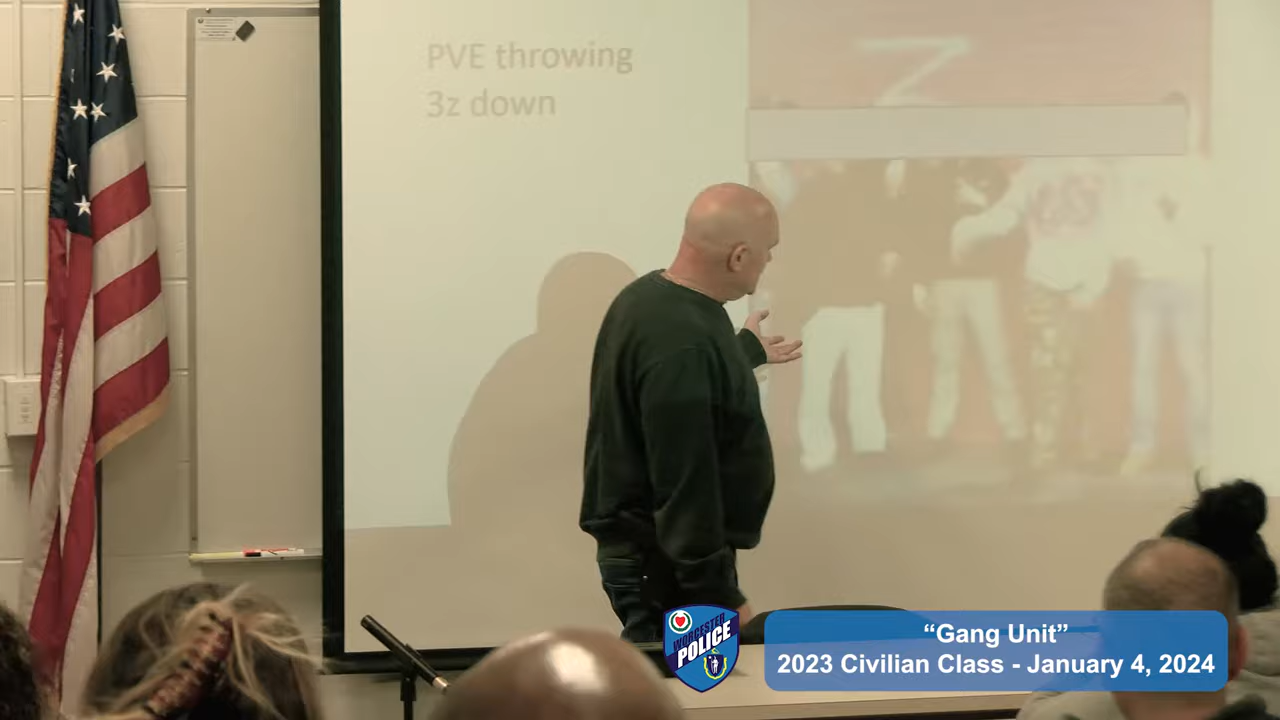 PVE throwing
3z down
Z
WORCESTER
POLICE
“Gang Unit”
2023 Civilian Class - January 4, 2024